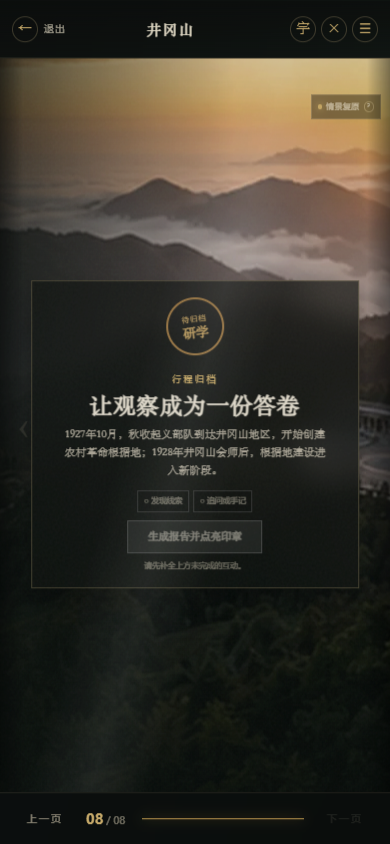 ← 退出
井冈山
字 × ☰
情景复原 ?
待归档
研学
行程归档
让观察成为一份答卷
1927年10月，秋收起义部队到达井冈山地区，开始创建
农村革命根据地；1928年井冈山会师后，根据地建设进
入新阶段。
发现线索
追问或手记
生成报告并点亮印章
请先补全上方未完成的互动。
上一页
08 / 08
下一页